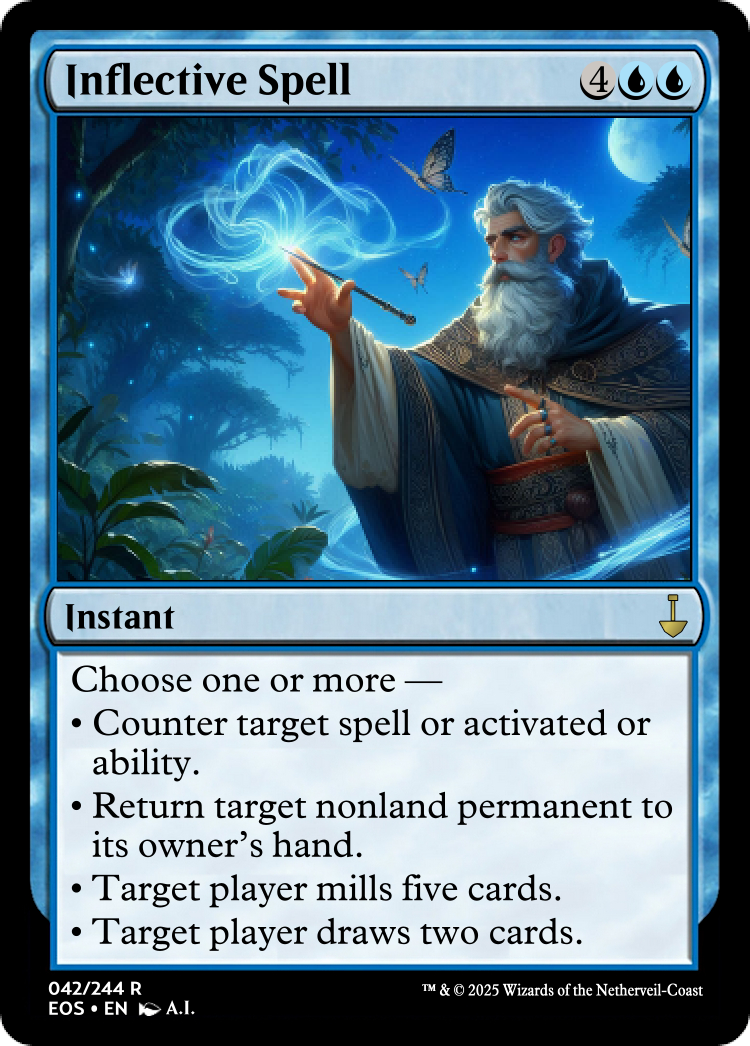 Inflective Spell 4
Instant
Choose one or more —
• Counter target spell or activated or
ability.
• Return target nonland permanent to
its owner's hand.
• Target player mills five cards.
• Target player draws two cards.
042/244 R
EOS • EN A.I.
™ & © 2025 Wizards of the Netherveil-Coast